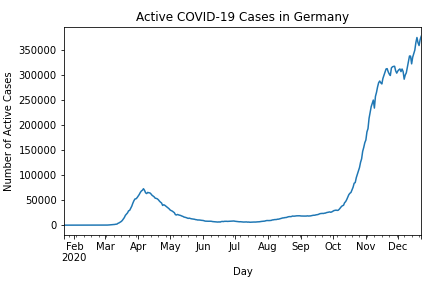 Active COVID-19 Cases in Germany
Number of Active Cases
350000
300000
250000
200000
150000
100000
50000
0
Feb Mar Apr May Jun Jul Aug Sep Oct Nov Dec
2020
Day